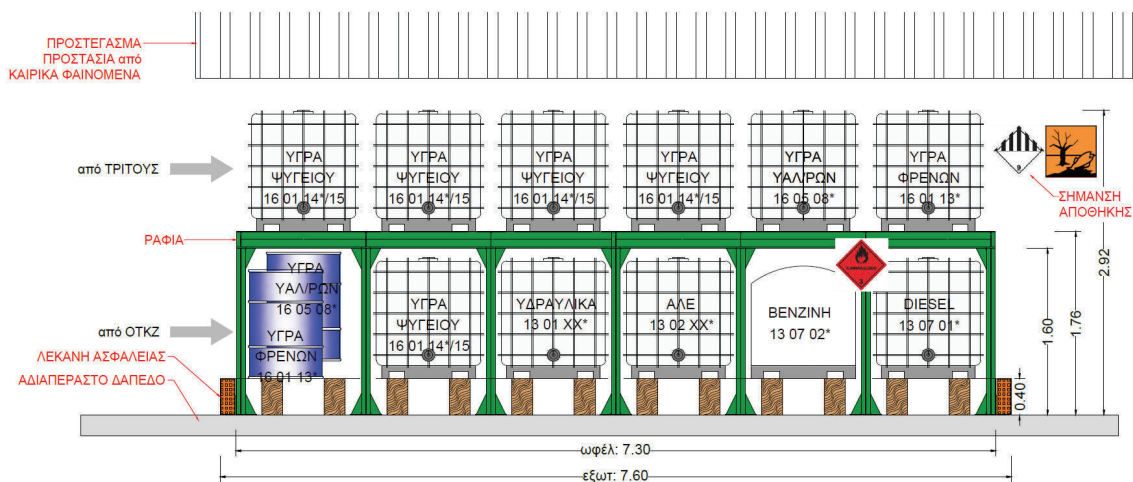 ΠΡΟΣΤΕΓΑΣΜΑ
ΠΡΟΣΤΑΣΙΑ από
ΚΑΙΡΙΚΑ ΦΑΙΝΟΜΕΝΑ
από ΤΡΙΤΟΥΣ
ΥΓΡΑ
ΨΥΓΕΙΟΥ
16 01 14*/15
ΥΓΡΑ
ΨΥΓΕΙΟΥ
16 01 14*/15
ΥΓΡΑ
ΨΥΓΕΙΟΥ
16 01 14*/15
ΥΓΡΑ
ΨΥΓΕΙΟΥ
16 01 14*/15
ΥΓΡΑ
ΥΑΛ/ΡΩΝ
16 05 08*
ΥΓΡΑ
ΦΡΕΝΩΝ
16 01 13*
9
ΣΗΜΑΝΣΗ
ΑΠΟΘΗΚΗΣ
ΡΑΦΙΑ
από ΟΤΚΖ
ΥΓΡΑ
ΥΑΛ/ΡΩΝ
16 05 08*
ΥΓΡΑ
ΦΡΕΝΩΝ
16 01 13*
ΥΓΡΑ
ΨΥΓΕΙΟΥ
16 01 14*/15
ΥΔΡΑΥΛΙΚΑ
13 01 ΧΧ*
ΑΛΕ
13 02 ΧΧ*
ΒΕΝΖΙΝΗ
13 07 02*
3
DIESEL
13 07 01*
ΛΕΚΑΝΗ ΑΣΦΑΛΕΙΑΣ
ΑΔΙΑΠΕΡΑΣΤΟ ΔΑΠΕΔΟ
0.40
1.60
1.76
2.92
ωφέλ: 7.30
εξωτ: 7.60